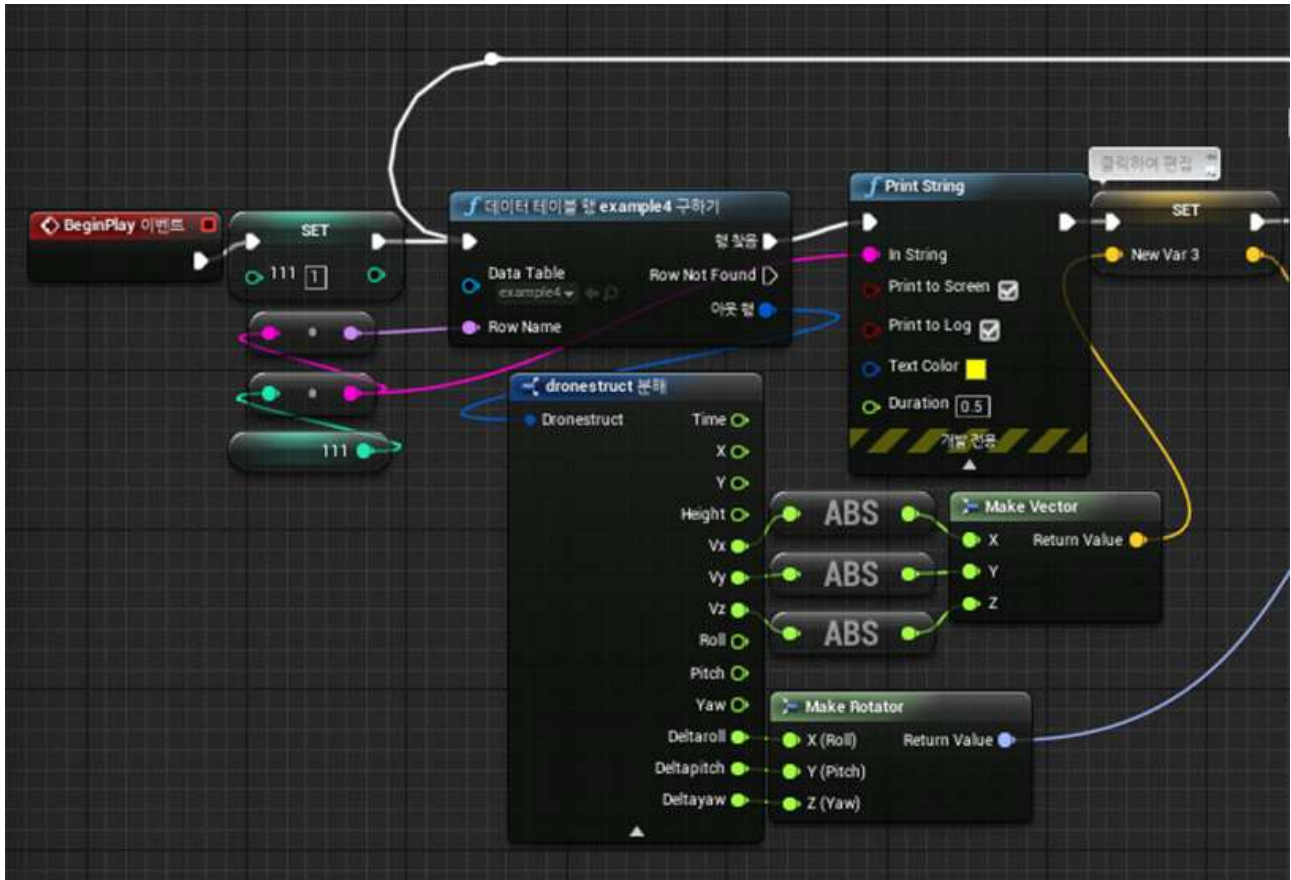 BeginPlay 이벤트
SET
111 1
111
데이터 테이블 행 example4 구하기
행 찾음
Data Table
example4
Row Not Found
아웃 행
Row Name
dronestruct 분해
Dronestruct
Time
X
Y
Height
Vx
Vy
Vz
Roll
Pitch
Yaw
Deltaroll
Deltapitch
Deltayaw
Print String
In String
Print to Screen
Print to Log
Text Color
Duration 0.5
개발 전용
클릭하여 편집
SET
New Var 3
ABS
ABS
ABS
Make Vector
X Return Value
Y
Z
Make Rotator
X (Roll) Return Value
Y (Pitch)
Z (Yaw)